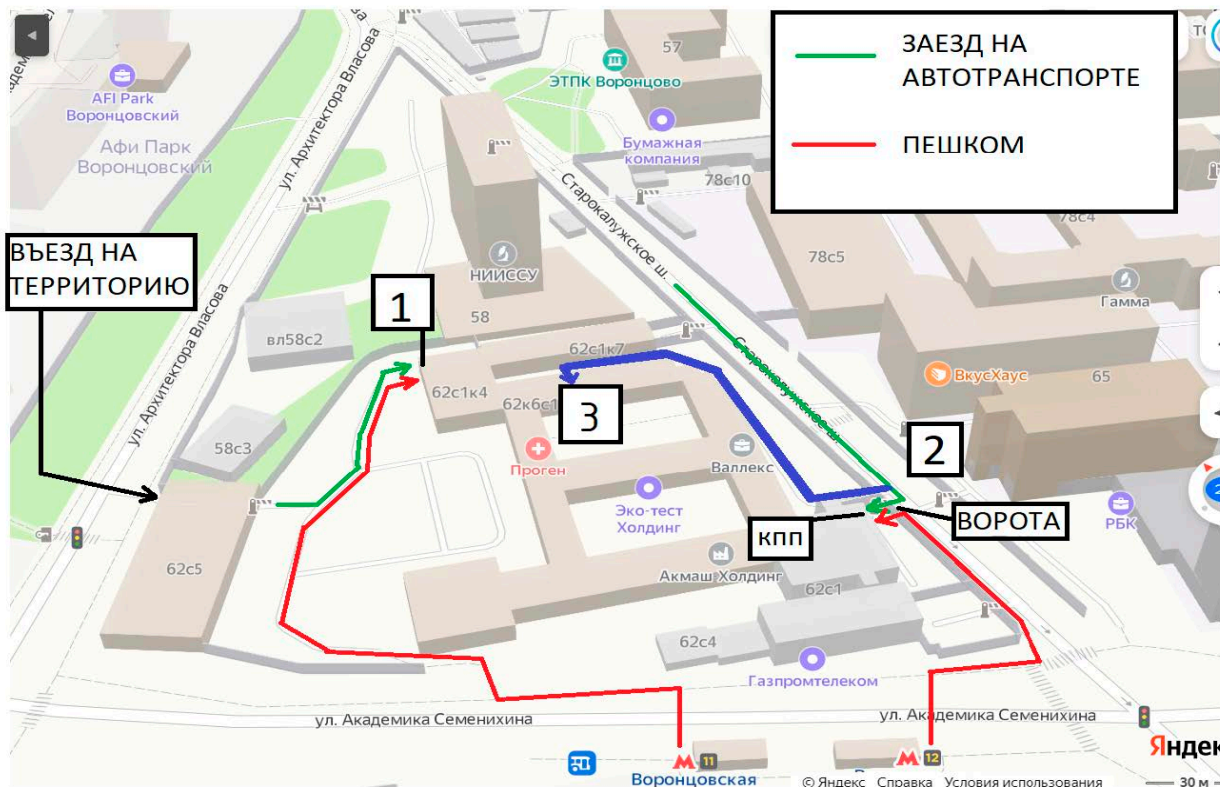 ЗАЕЗД НА
АВТОТРАНСПОРТЕ
ПЕШКОМ
57
ЭТПК Воронцово
Бумажная
компания
78с10
78с4
78с5
AFI Park
Воронцовский
Афи Парк
Воронцовский
ул. Архитектора Власова
Старокалужское ш.
НИИССУ
58
Гамма
ВЪЕЗД НА
ТЕРРИТОРИЮ
ул. Архитектора Власова
1
вл58с2
62с1к7
Старокалужское ш.
ВкусХаус
65
62с1к4
62к6с1
3
2
58с3
Проген
Валлекс
Эко-тест
Холдинг
КПП
ВОРОТА
РБК
62с5
Акмаш Холдинг
62с1
62с4
Газпромтелеком
ул. Академика Семенихина
ул. Академика Семенихина
11
12
Воронцовская
Яндек
© Яндекс Справка Условия использования
30 м